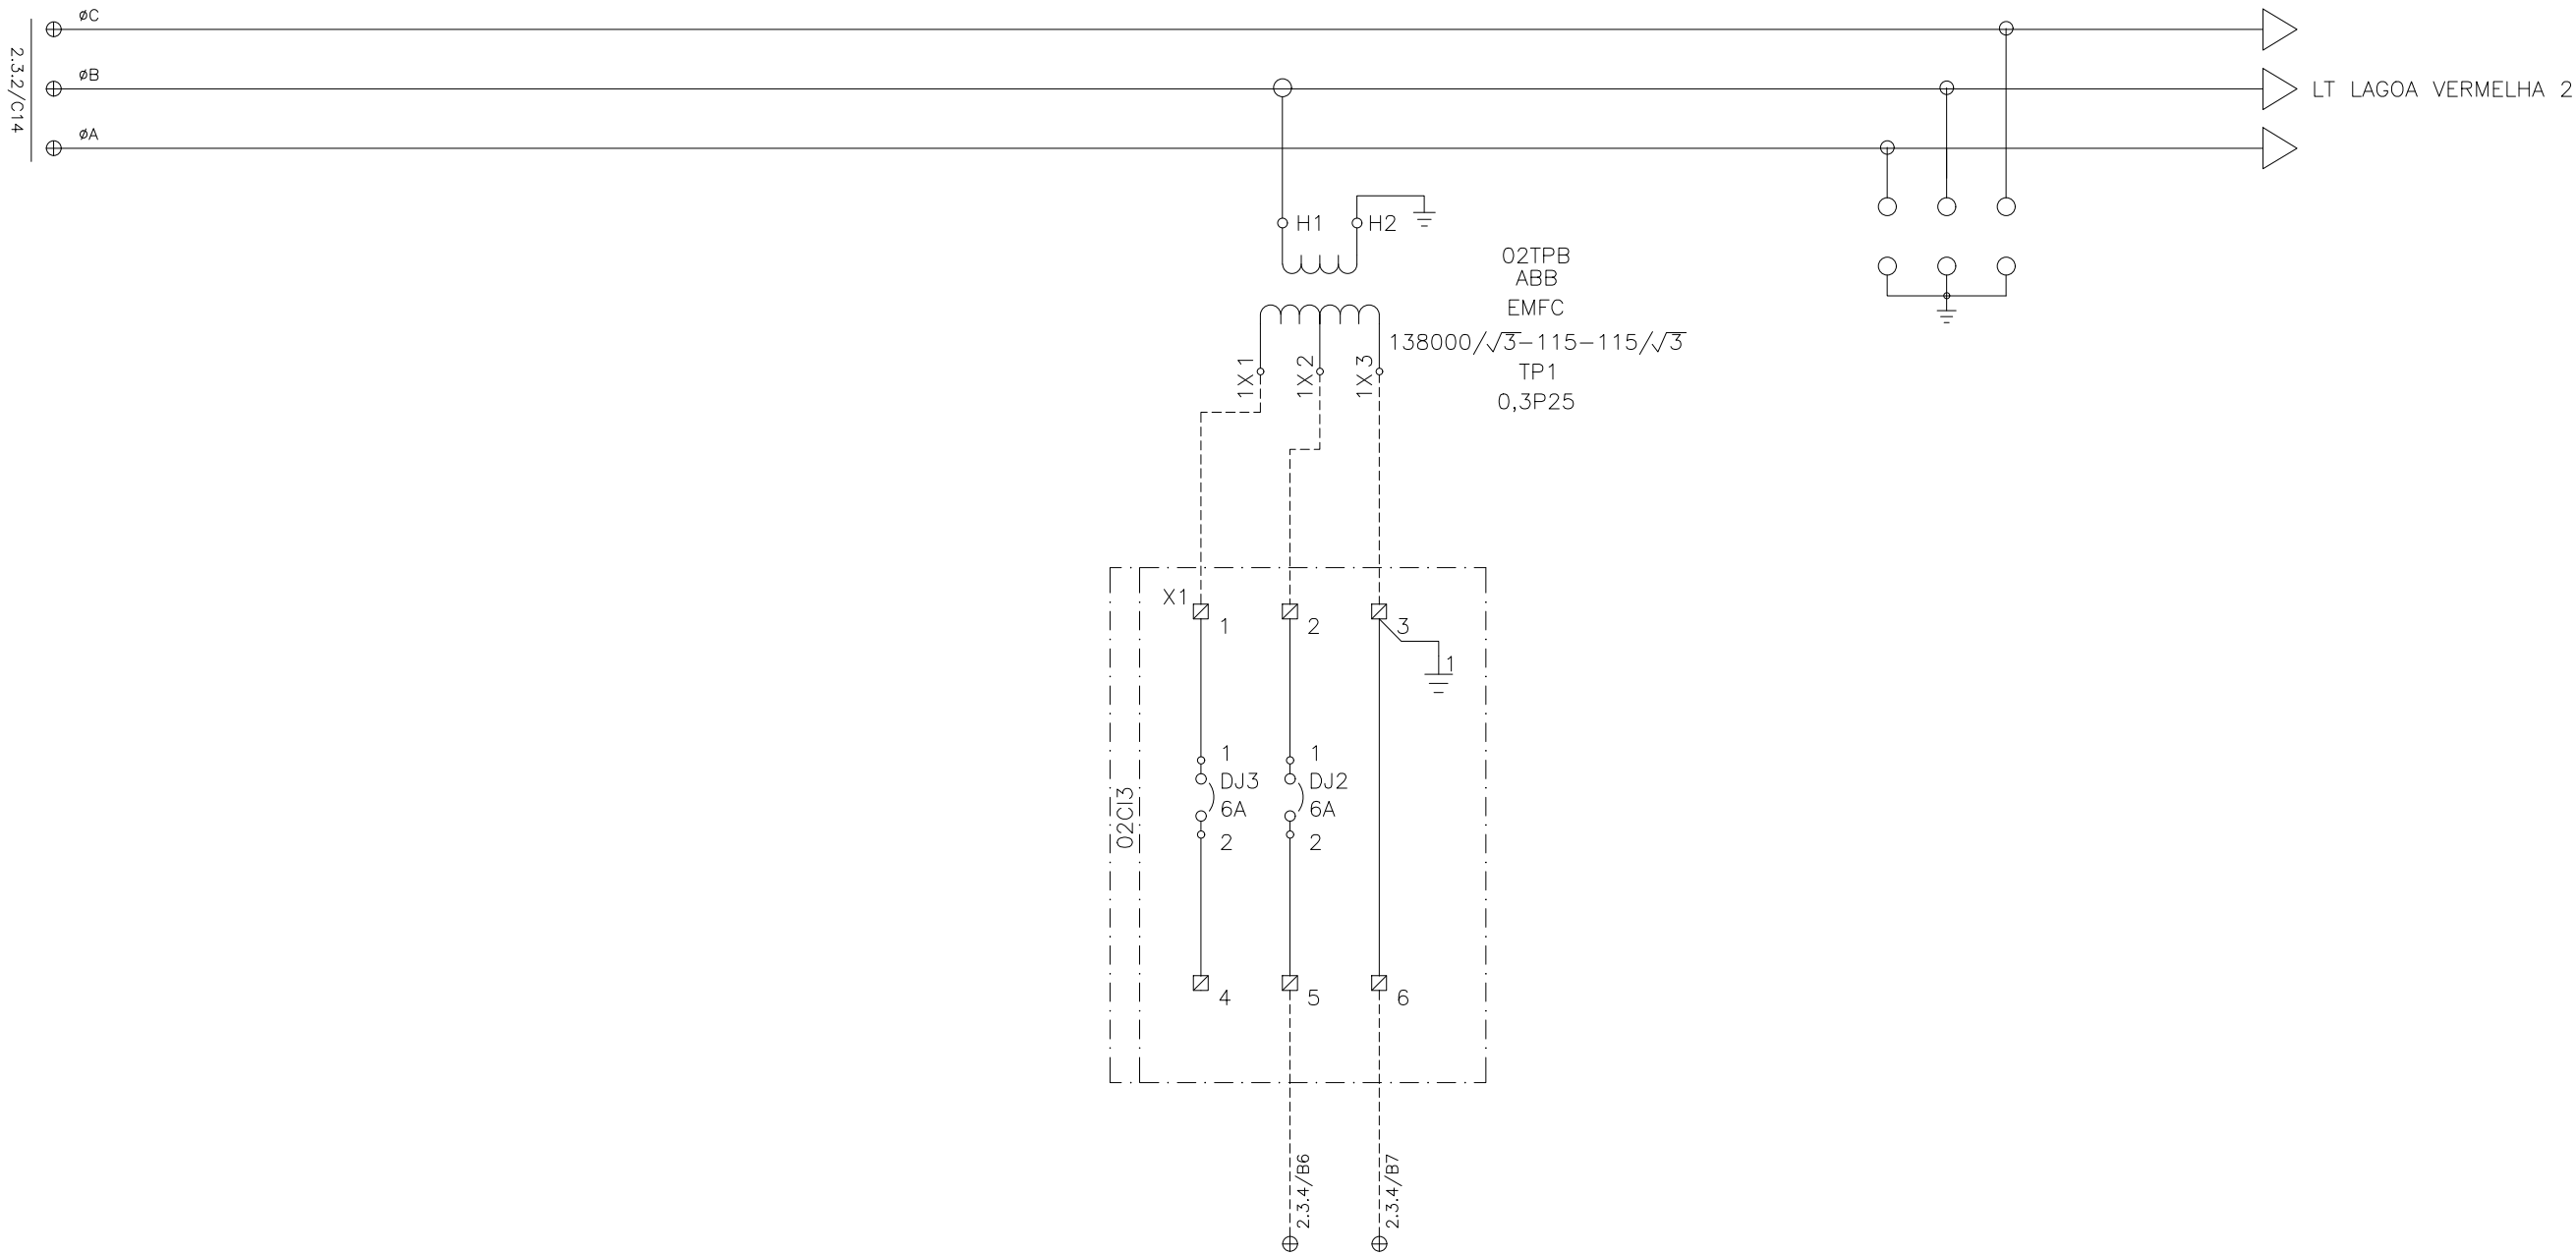 øC
2.3.2/C14
øB
LT LAGOA VERMELHA 2
øA
H1
H2
02TPB
ABB
EMFC
138000/√3-115-115/√3
TP1
0,3P25
1X1
1X2
1X3
X1
1
2
3
1
1
DJ3
6A
2
1
DJ2
6A
2
02CI3
4
5
6
2.3.4/B6
2.3.4/B7